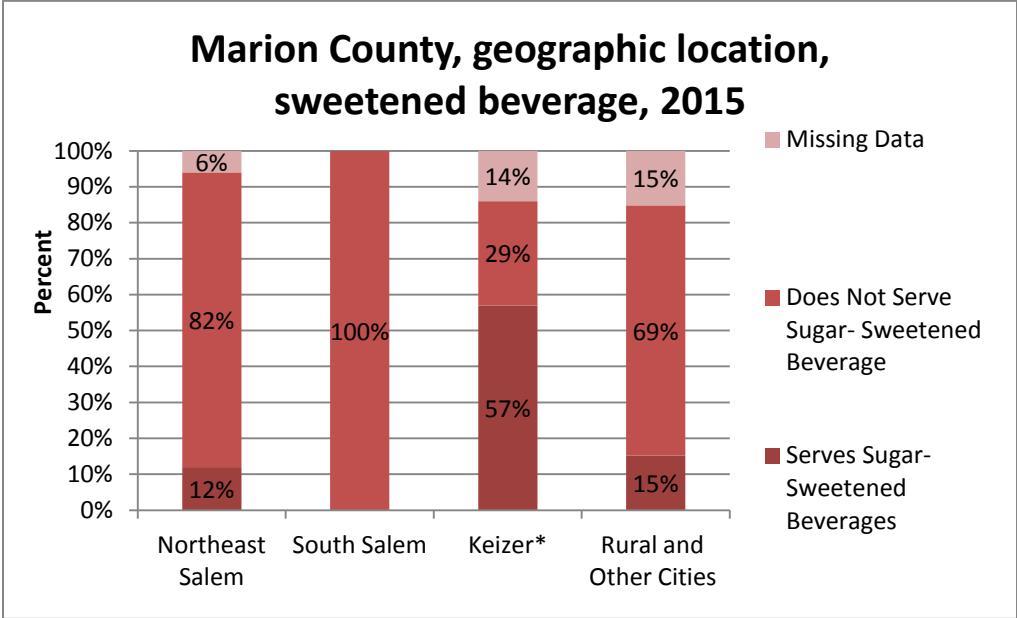 Marion County, geographic location,
sweetened beverage, 2015
Percent
100%
90%
80%
70%
60%
50%
40%
30%
20%
10%
0%
6%
82%
12%
100%
14%
29%
57%
15%
69%
15%
Northeast
Salem
South Salem
Keizer*
Rural and
Other Cities
Missing Data
Does Not Serve
Sugar- Sweetened
Beverage
Serves Sugar-
Sweetened
Beverages